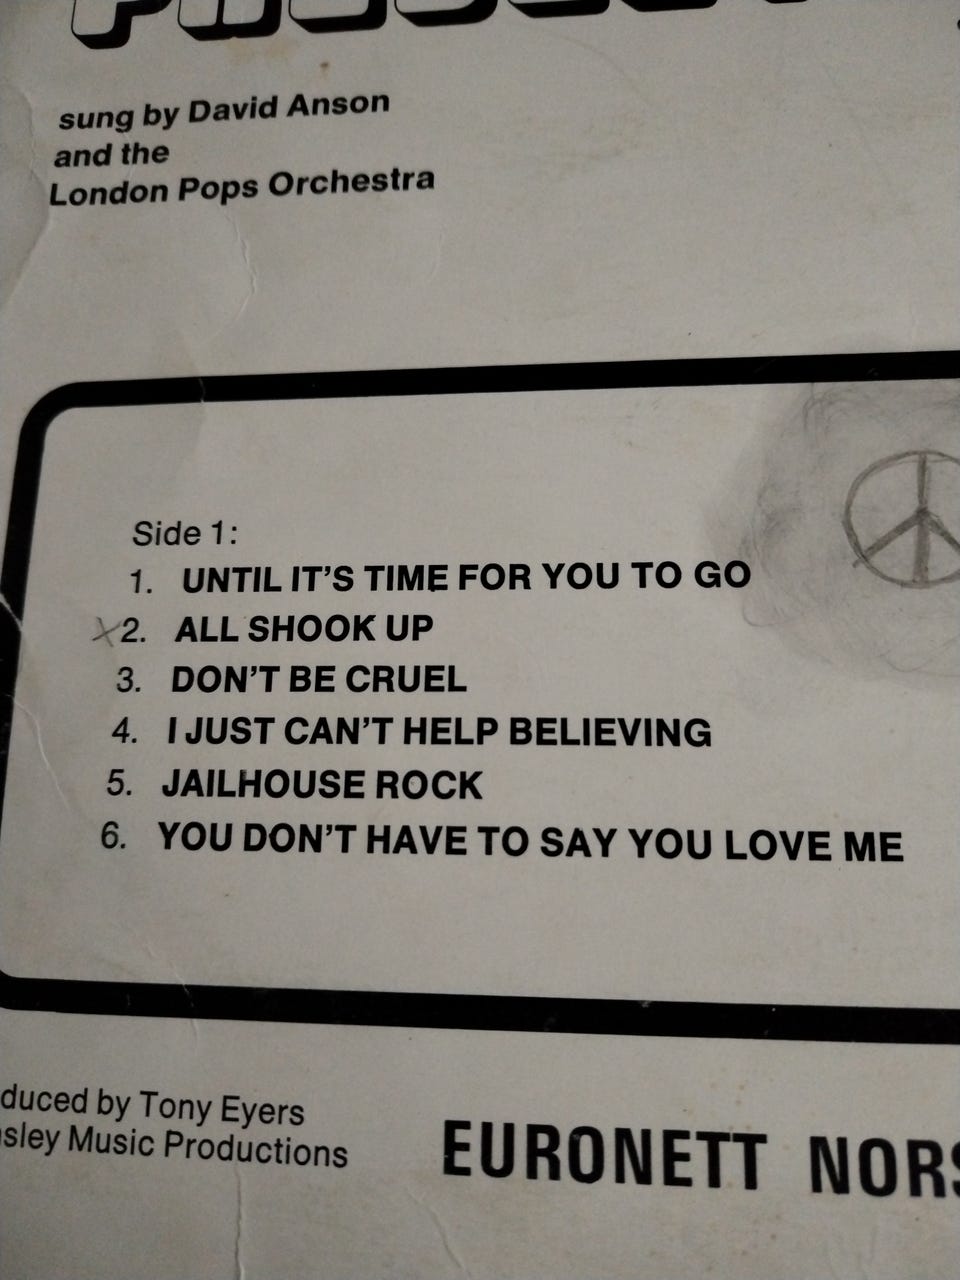 sung by David Anson
and the
London Pops Orchestra
Side 1:
1. UNTIL IT'S TIME FOR YOU TO GO
2. ALL SHOOK UP
3. DON'T BE CRUEL
4. I JUST CAN'T HELP BELIEVING
5. JAILHOUSE ROCK
6. YOU DON'T HAVE TO SAY YOU LOVE ME
duced by Tony Eyers
sley Music Productions
EURONETT NORS